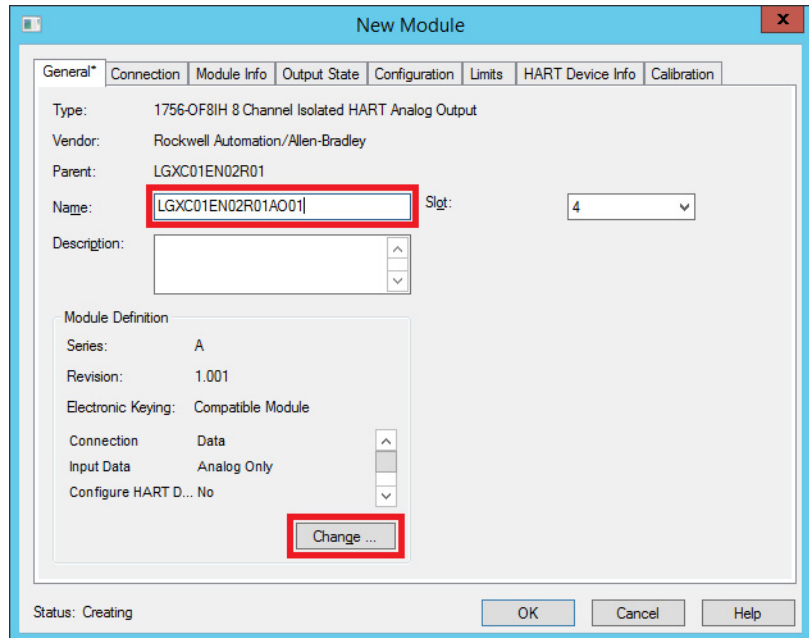 New Module
x
General* Connection Module Info Output State Configuration Limits HART Device Info Calibration
Type: 1756-OF8IH 8 Channel Isolated HART Analog Output
Vendor: Rockwell Automation/Allen-Bradley
Parent: LGXC01EN02R01
Name: LGXC01EN02R01AO01 Slot: 4
Description:
Module Definition
Series: A
Revision: 1.001
Electronic Keying: Compatible Module
Connection Data
Input Data Analog Only
Configure HART D... No
Change ...
Status: Creating OK Cancel Help